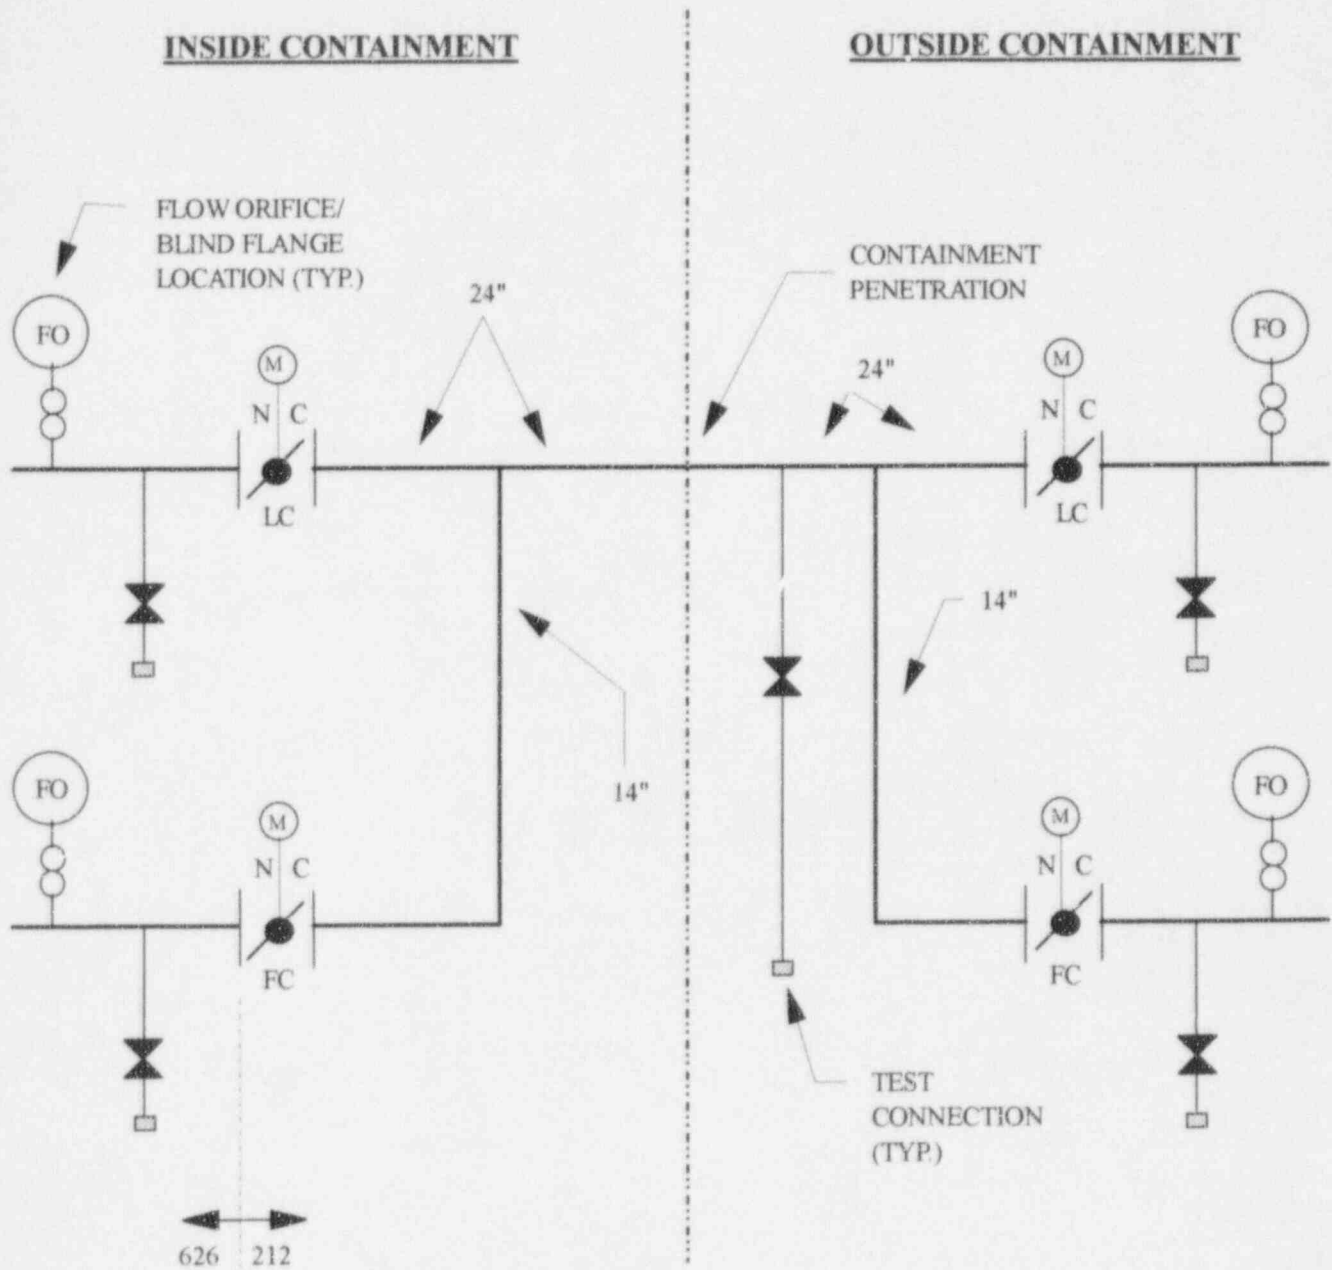 INSIDE CONTAINMENT
OUTSIDE CONTAINMENT
FLOW ORIFICE/
BLIND FLANGE
LOCATION (TYP.)
24"
CONTAINMENT
PENETRATION
24"
FO
M
N C
LC
M
N C
LC
FO
14"
14"
FO
M
N C
FC
M
N C
FC
FO
TEST
CONNECTION
(TYP.)
626 212